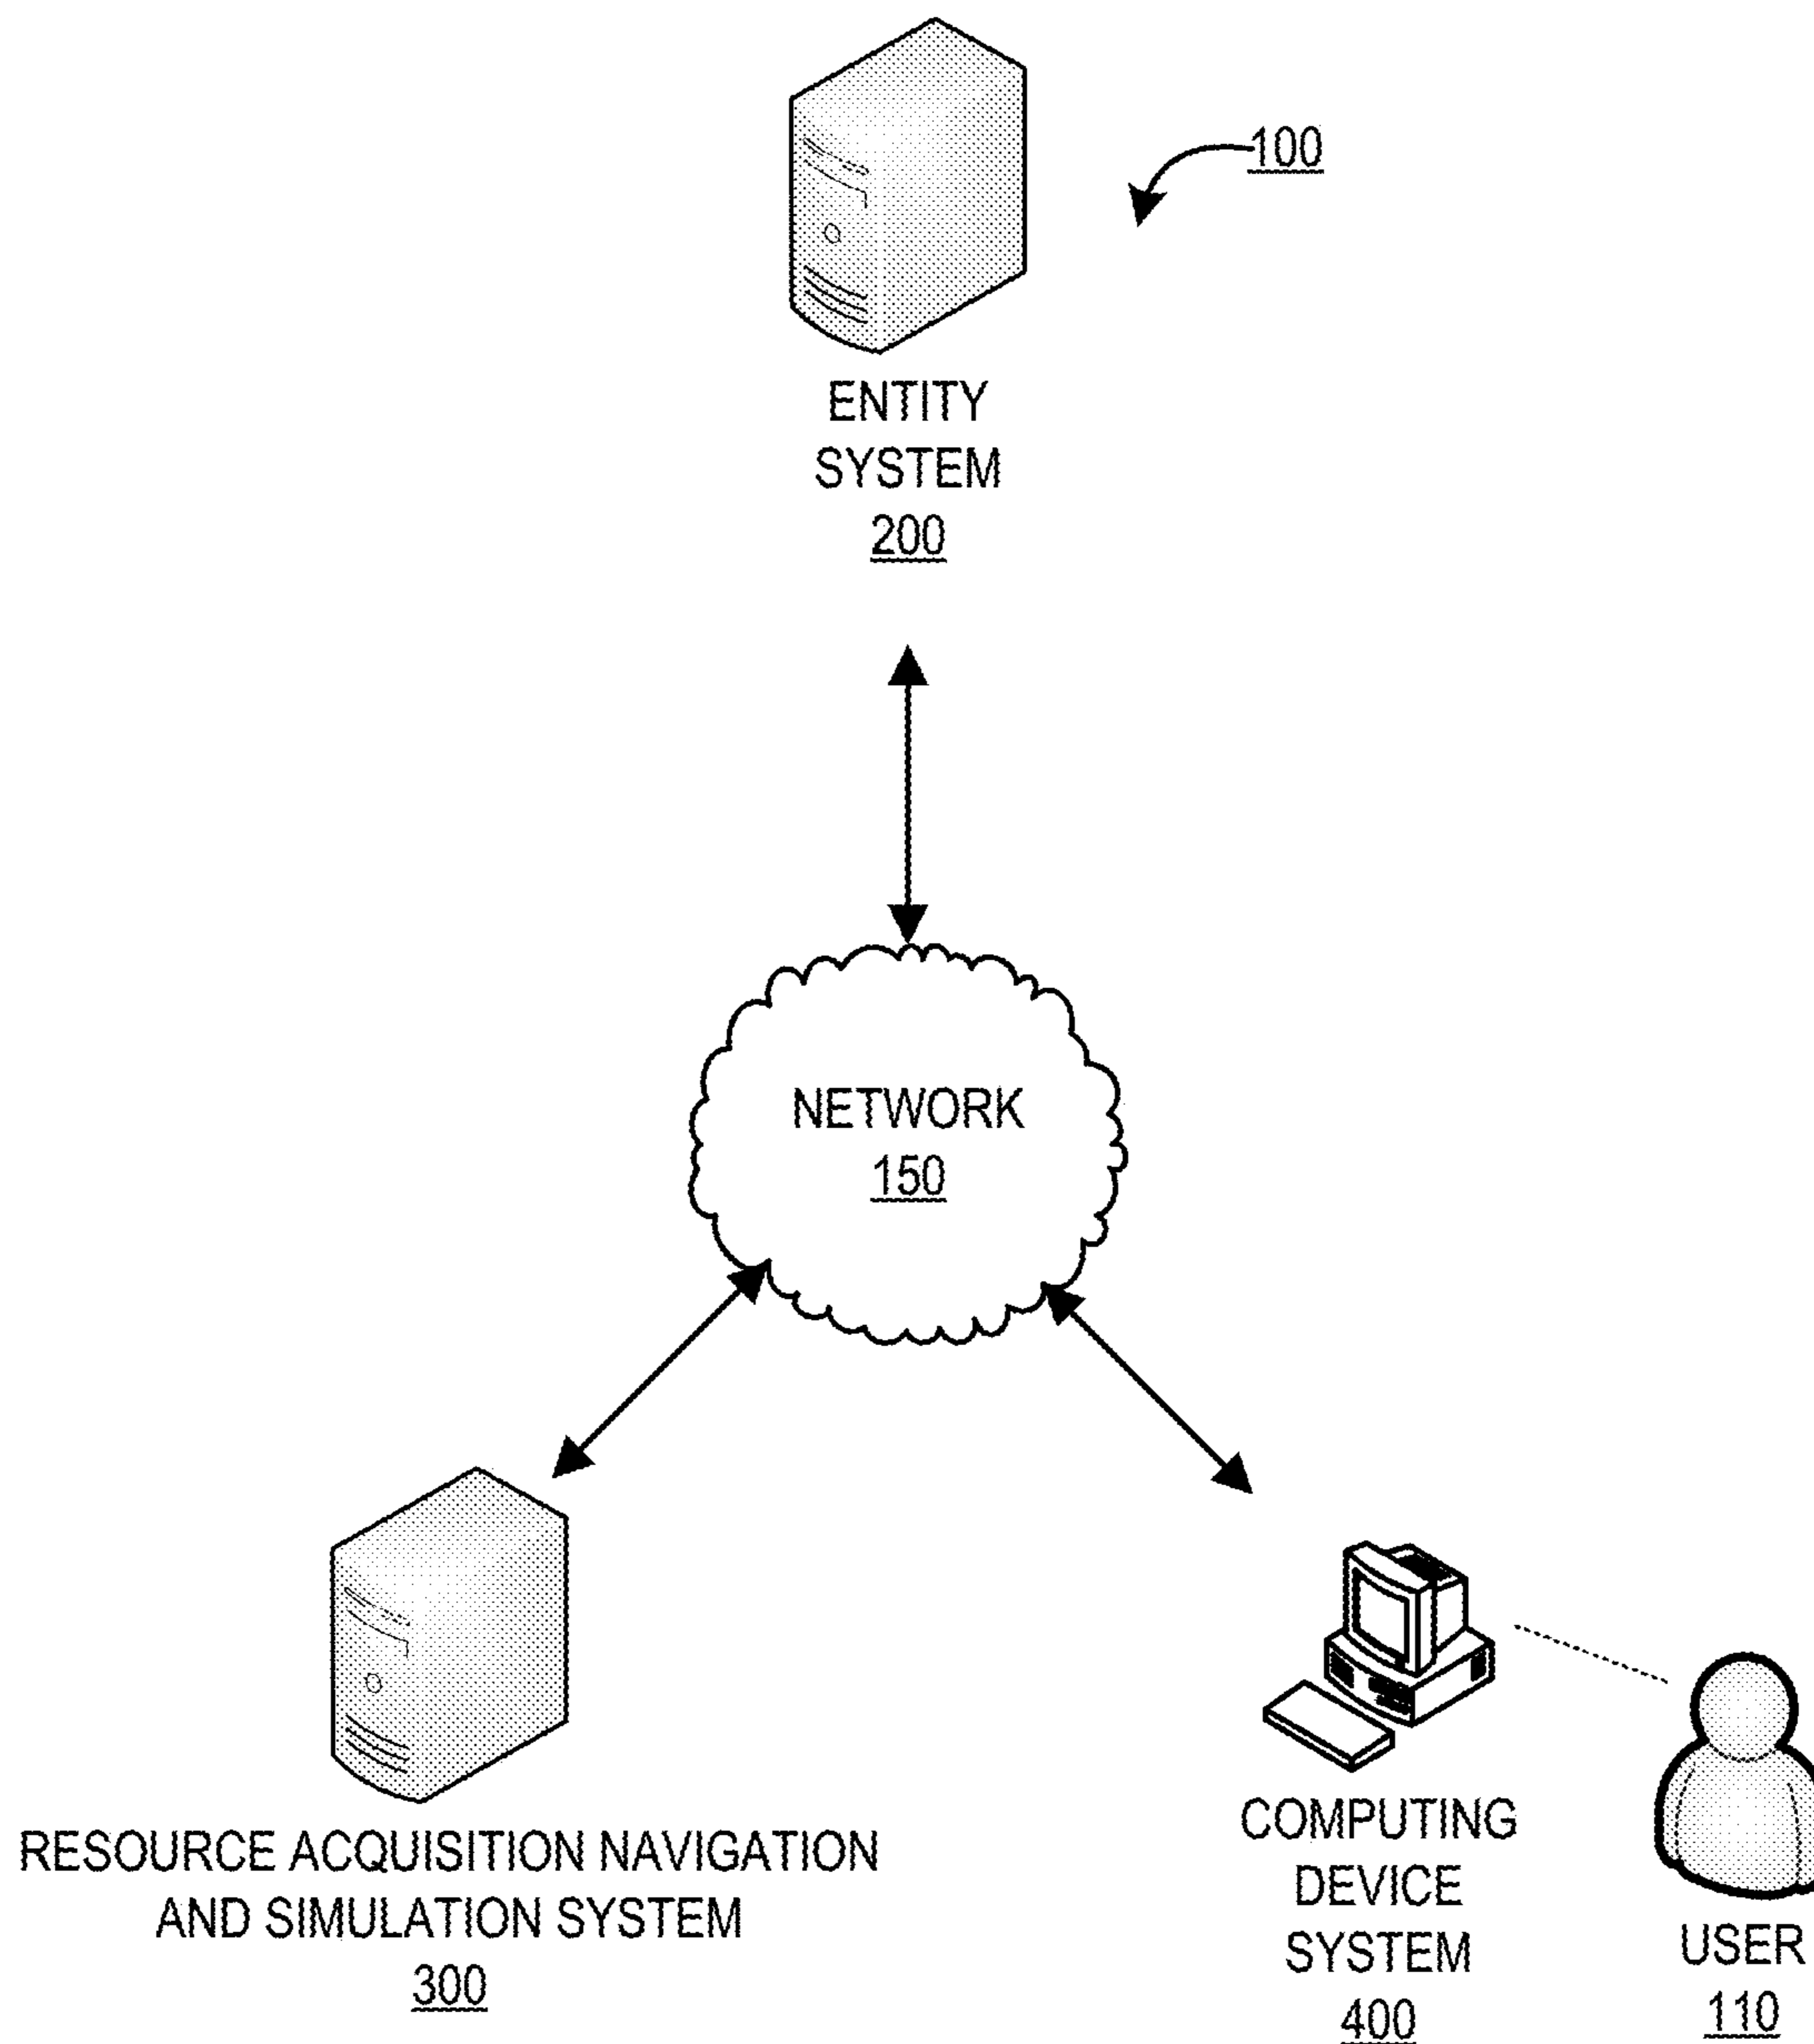 100
ENTITY
SYSTEM
200
NETWORK
150
RESOURCE ACQUISITION NAVIGATION
AND SIMULATION SYSTEM
300
COMPUTING
DEVICE
SYSTEM
400
USER
110